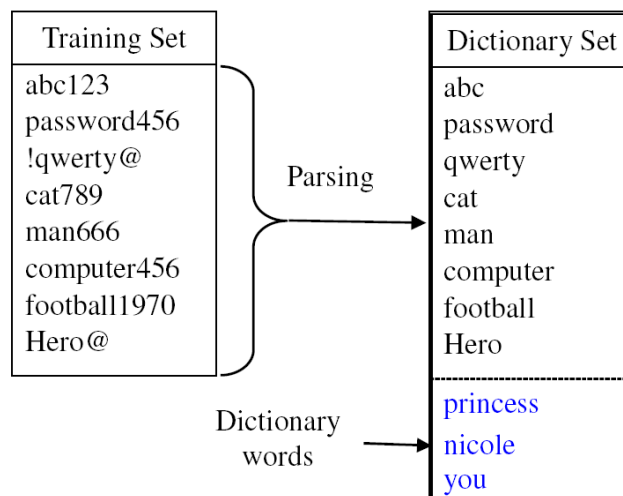 Training Set
abc123
password456
!qwerty@
cat789
man666
computer456
football1970
Hero@
Parsing
Dictionary
words
Dictionary Set
abc
password
qwerty
cat
man
computer
football
Hero
princess
nicole
you